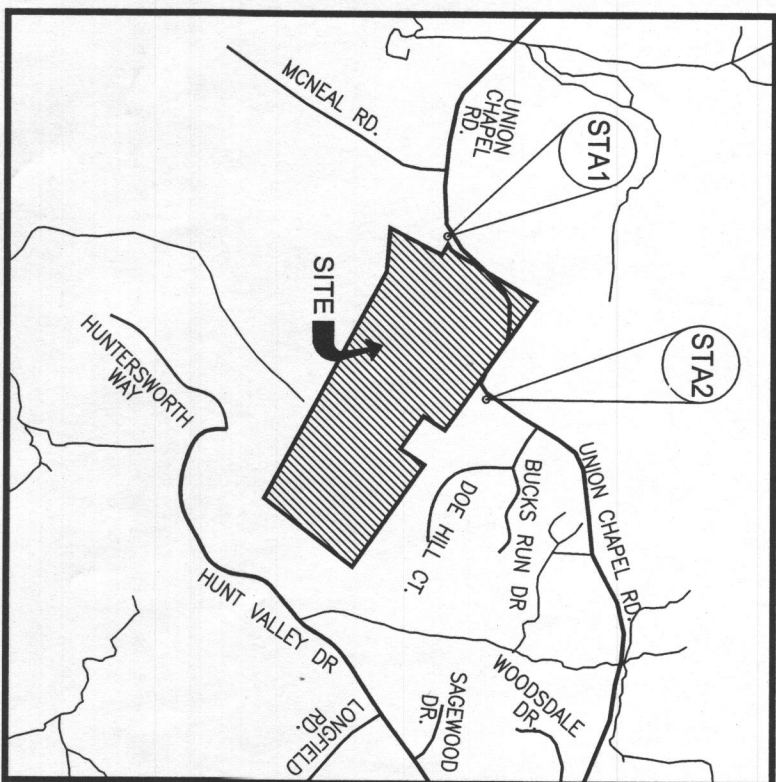 MCNEAL RD.
UNION
CHAPEL
RD.
STA1
SITE
STA2
HUNTERSWORTH
WAY
UNION CHAPEL RD.
BUCKS RUN DR
DOE HILL CT.
HUNT VALLEY DR
WOODSDALE
DR
SAGEWOOD
DR.
LONGFIELD
RD.